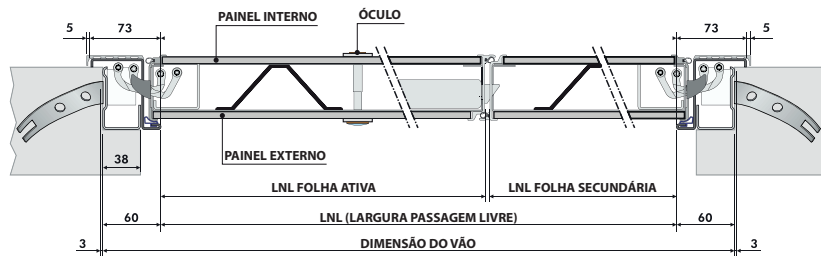 PAINEL INTERNO
ÓCULO
5
73
73
5
PAINEL EXTERNO
38
LNL FOLHA ATIVA
LNL FOLHA SECUNDÁRIA
60
LNL (LARGURA PASSAGEM LIVRE)
60
3
DIMENSÃO DO VÃO
3